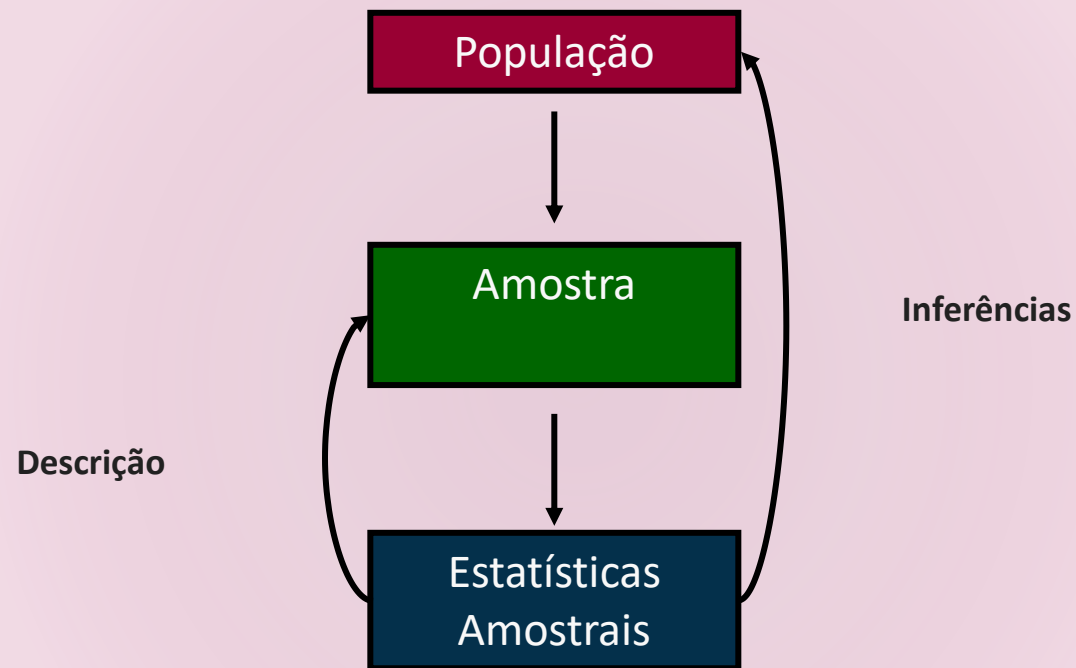 População
Amostra
Inferências
Descrição
Estatísticas
Amostrais